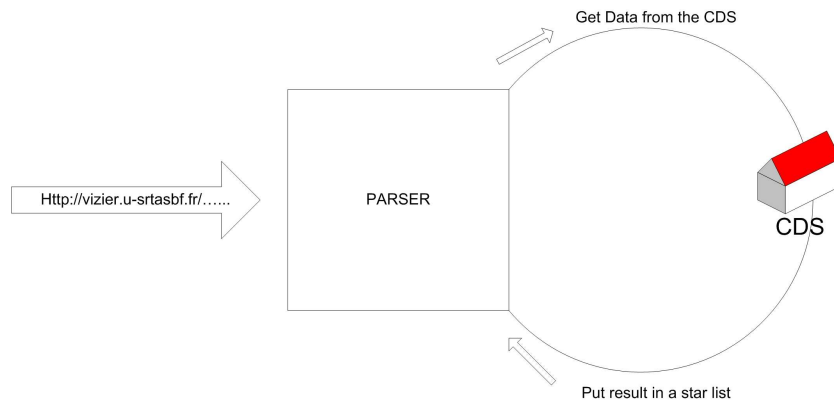 Get Data from the CDS
Http://vizier.u-srtasbf.fr/…...
PARSER
CDS
Put result in a star list